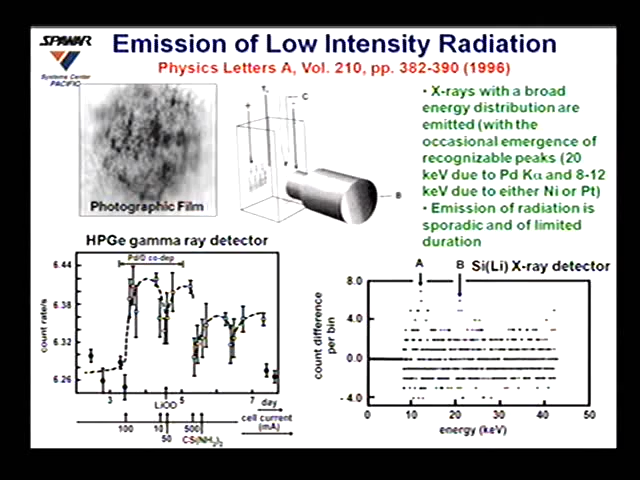 SPAWAR
Systems Center
PACIFIC
Emission of Low Intensity Radiation
Physics Letters A, Vol. 210, pp. 382-390 (1996)
Photographic Film
+
C
B
• X-rays with a broad
energy distribution are
emitted (with the
occasional emergence of
recognizable peaks (20
keV due to Pd Kα and 8-12
keV due to either Ni or Pt)
• Emission of radiation is
sporadic and of limited
duration
HPGe gamma ray detector
Pd/D co-dep
count rate/s
6.44
6.38
6.32
6.26
3
5
7
day
LiOD
cell current
(mA)
100
10
50
500
CS(NH2)2
Si(Li) X-ray detector
A
B
count difference
per bin
8.0
4.0
0.0
-4.0
0
10
20
30
40
50
energy (keV)